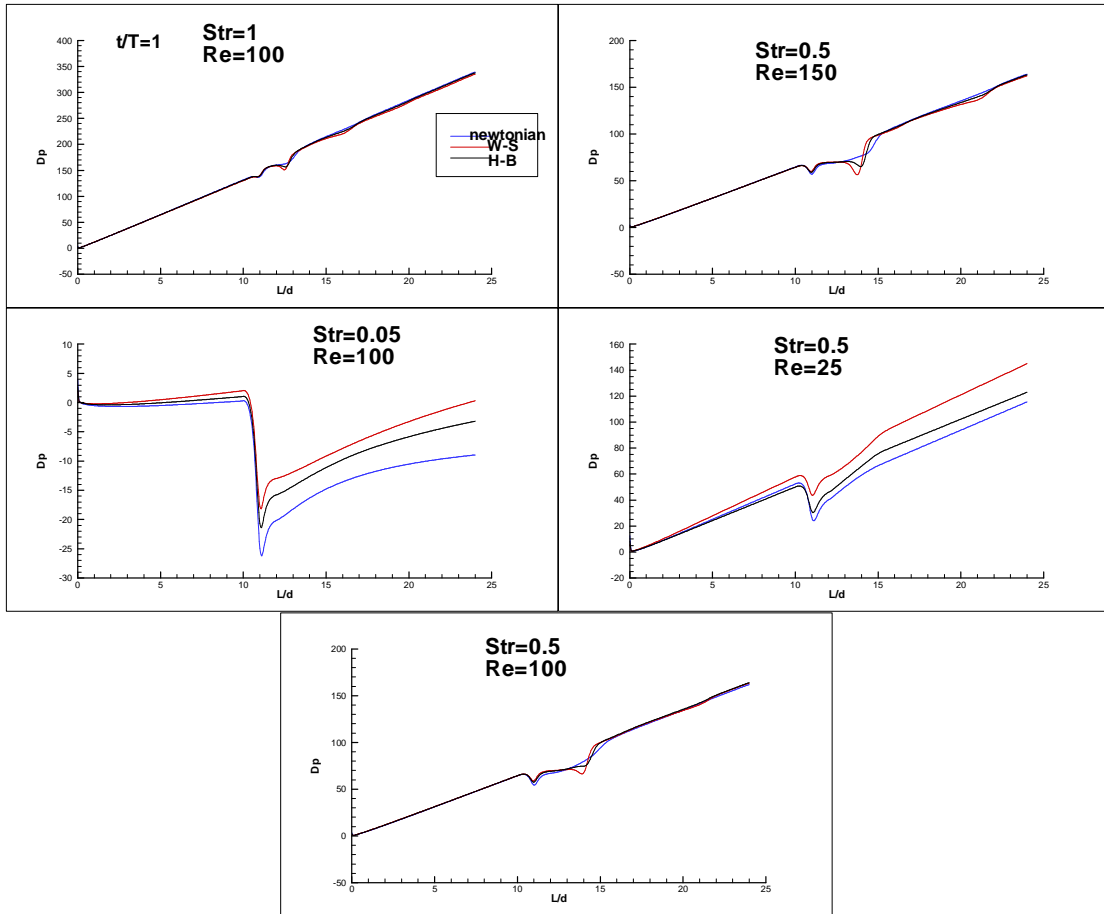 t/T=1
Str=1
Re=100
400
350
300
250
200
150
100
50
0
-50
Dp
0
5
10
15
20
25
L/d
newtonian
W-S
H-B
Str=0.5
Re=150
200
150
100
50
0
-50
Dp
0
5
10
15
20
25
L/d
Str=0.05
Re=100
10
5
0
-5
-10
-15
-20
-25
-30
Dp
0
5
10
15
20
25
L/d
Str=0.5
Re=25
160
140
120
100
80
60
40
20
0
-20
Dp
0
5
10
15
20
25
L/d
Str=0.5
Re=100
200
150
100
50
0
-50
Dp
0
5
10
15
20
25
L/d